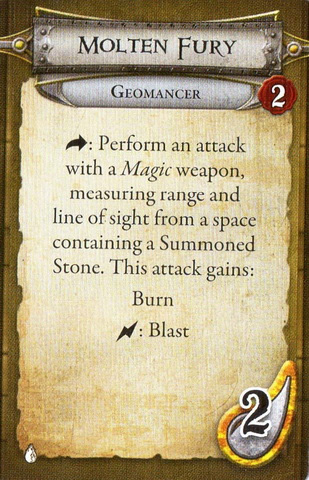 Molten Fury
Geomancer
2
: Perform an attack
with a Magic weapon,
measuring range and
line of sight from a space
containing a Summoned
Stone. This attack gains:
Burn
: Blast
2